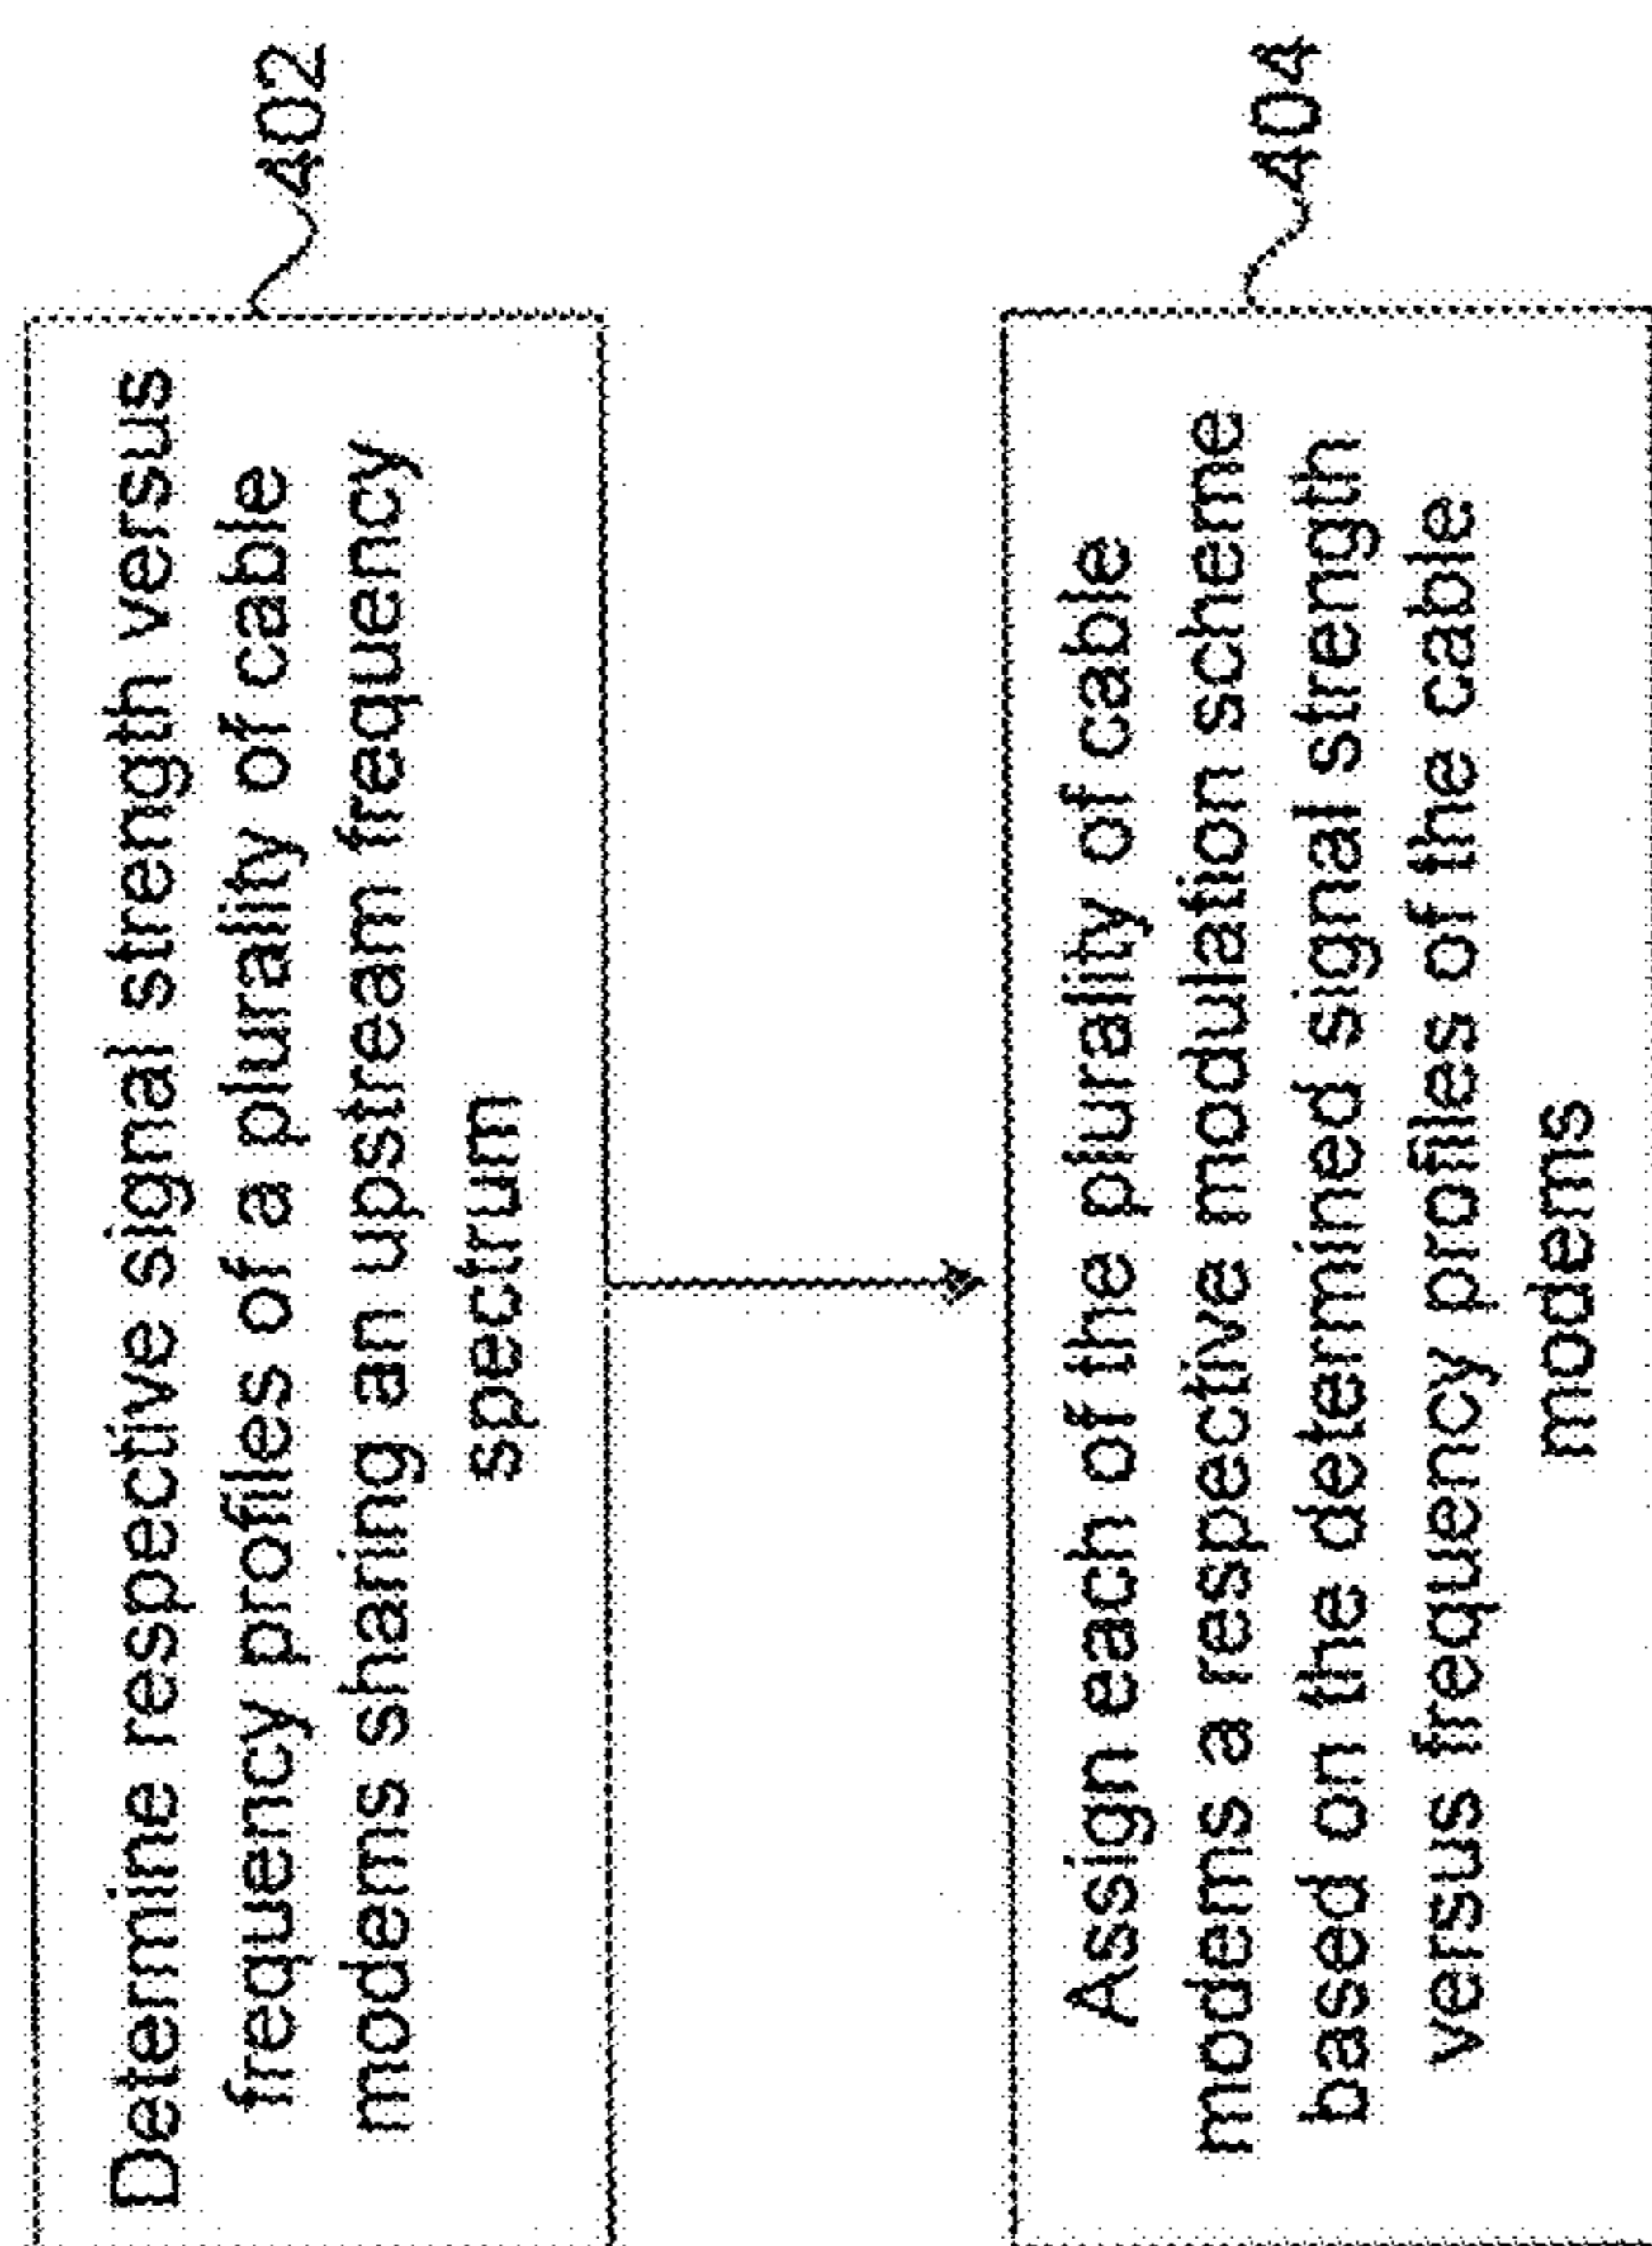 Determine respective signal strength versus
frequency profiles of a plurality of cable
modems sharing an upstream frequency
spectrum
402
Assign each of the plurality of cable
modems a respective modulation scheme
based on the determined signal strength
versus frequency profiles of the cable
modems
404